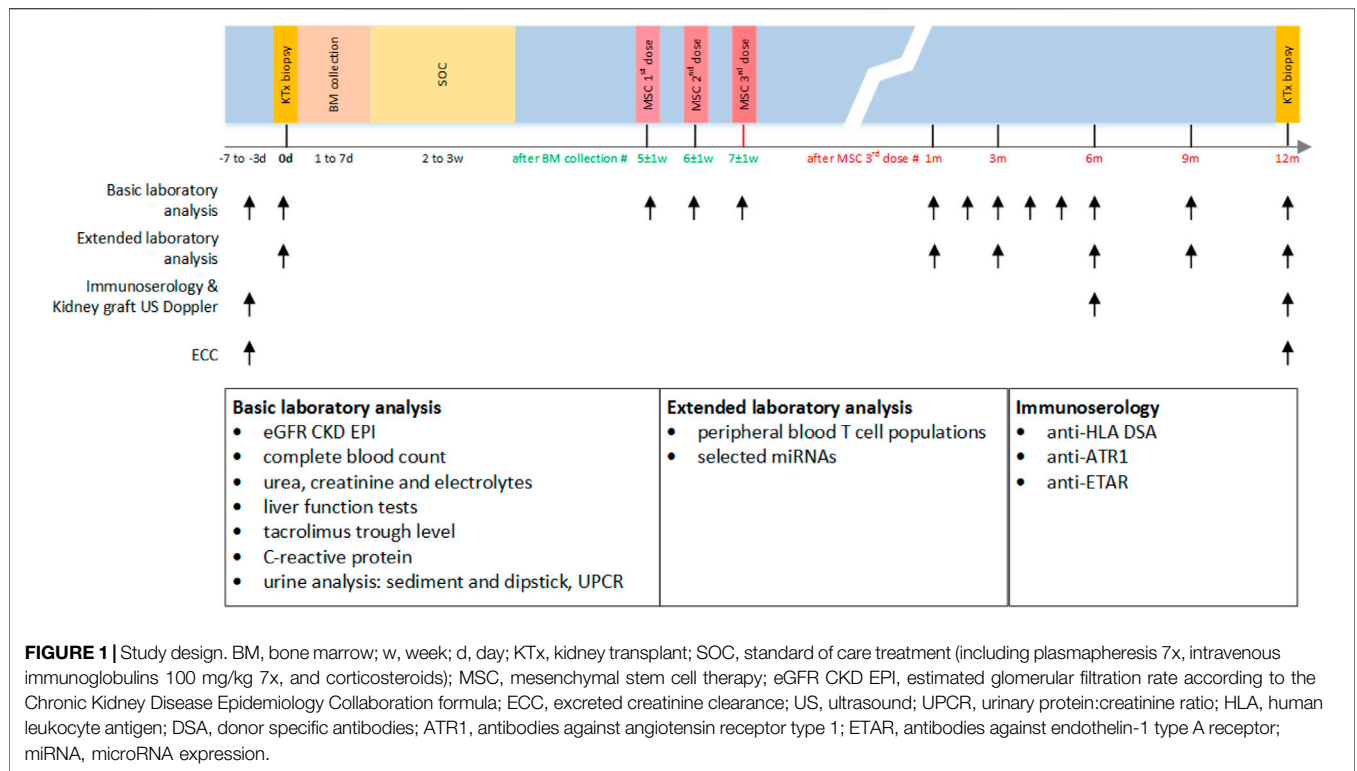 KTx biopsy
BM collection
SOC
MSC 1st dose
MSC 2nd dose
MSC 3rd dose
KTx biopsy
-7 to -3d 0d 1 to 7d 2 to 3w after BM collection # 5±1w 6±1w 7±1w after MSC 3rd dose # 1m 3m 6m 9m 12m
Basic laboratory
analysis
Extended laboratory
analysis
Immunoserology &
Kidney graft US Doppler
ECC
Basic laboratory analysis
• eGFR CKD EPI
• complete blood count
• urea, creatinine and electrolytes
• liver function tests
• tacrolimus trough level
• C-reactive protein
• urine analysis: sediment and dipstick, UPCR
Extended laboratory analysis
• peripheral blood T cell populations
• selected miRNAs
Immunoserology
• anti-HLA DSA
• anti-ATR1
• anti-ETAR
FIGURE 1 | Study design. BM, bone marrow; w, week; d, day; KTx, kidney transplant; SOC, standard of care treatment (including plasmapheresis 7x, intravenous
immunoglobulins 100 mg/kg 7x, and corticosteroids); MSC, mesenchymal stem cell therapy; eGFR CKD EPI, estimated glomerular filtration rate according to the
Chronic Kidney Disease Epidemiology Collaboration formula; ECC, excreted creatinine clearance; US, ultrasound; UPCR, urinary protein:creatinine ratio; HLA, human
leukocyte antigen; DSA, donor specific antibodies; ATR1, antibodies against angiotensin receptor type 1; ETAR, antibodies against endothelin-1 type A receptor;
miRNA, microRNA expression.